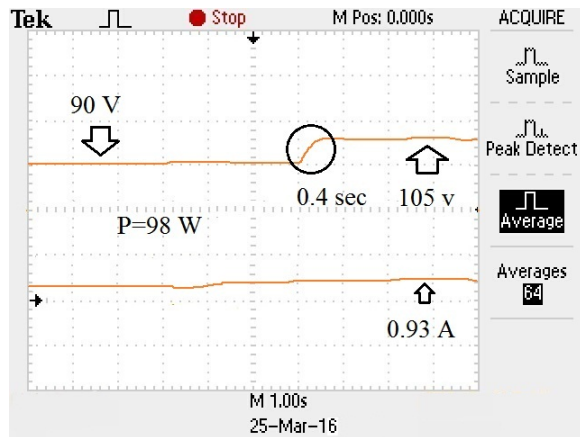 Tek Stop M Pos: 0.000s ACQUIRE
Sample
90 V
Peak Detect
0.4 sec 105 v
P=98 W
Average
Averages
64
0.93 A
M 1.00s
25-Mar-16